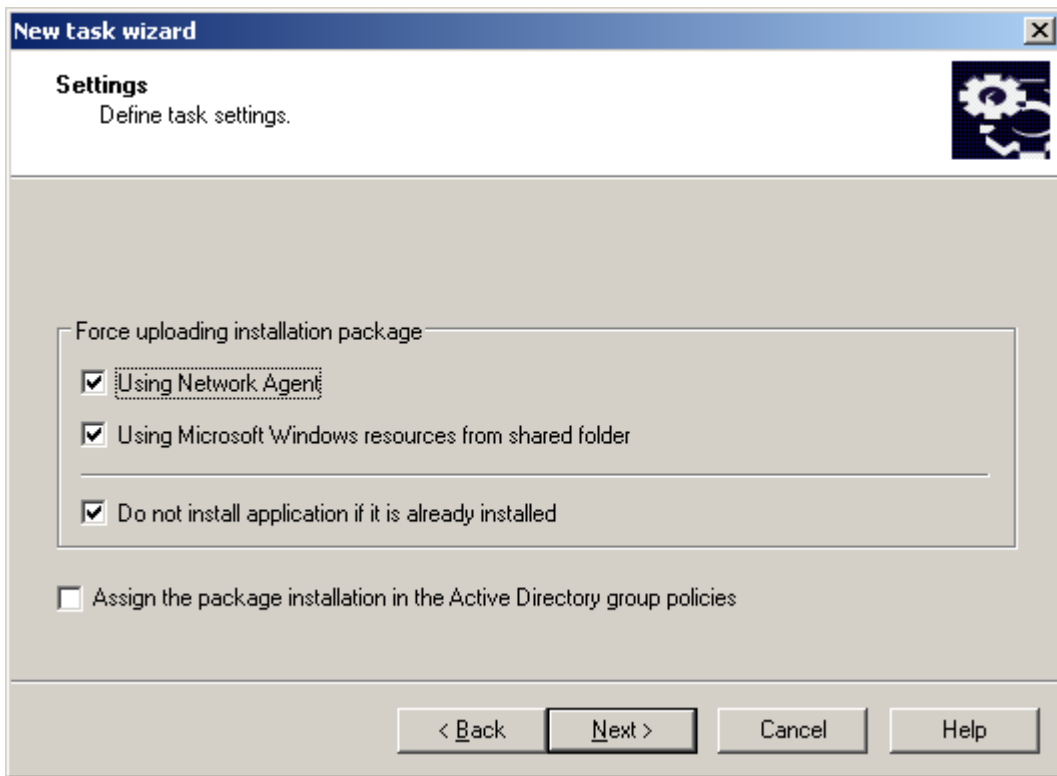 New task wizard
Settings
Define task settings.
Force uploading installation package
Using Network Agent
Using Microsoft Windows resources from shared folder
Do not install application if it is already installed
Assign the package installation in the Active Directory group policies
< Back
Next >
Cancel
Help